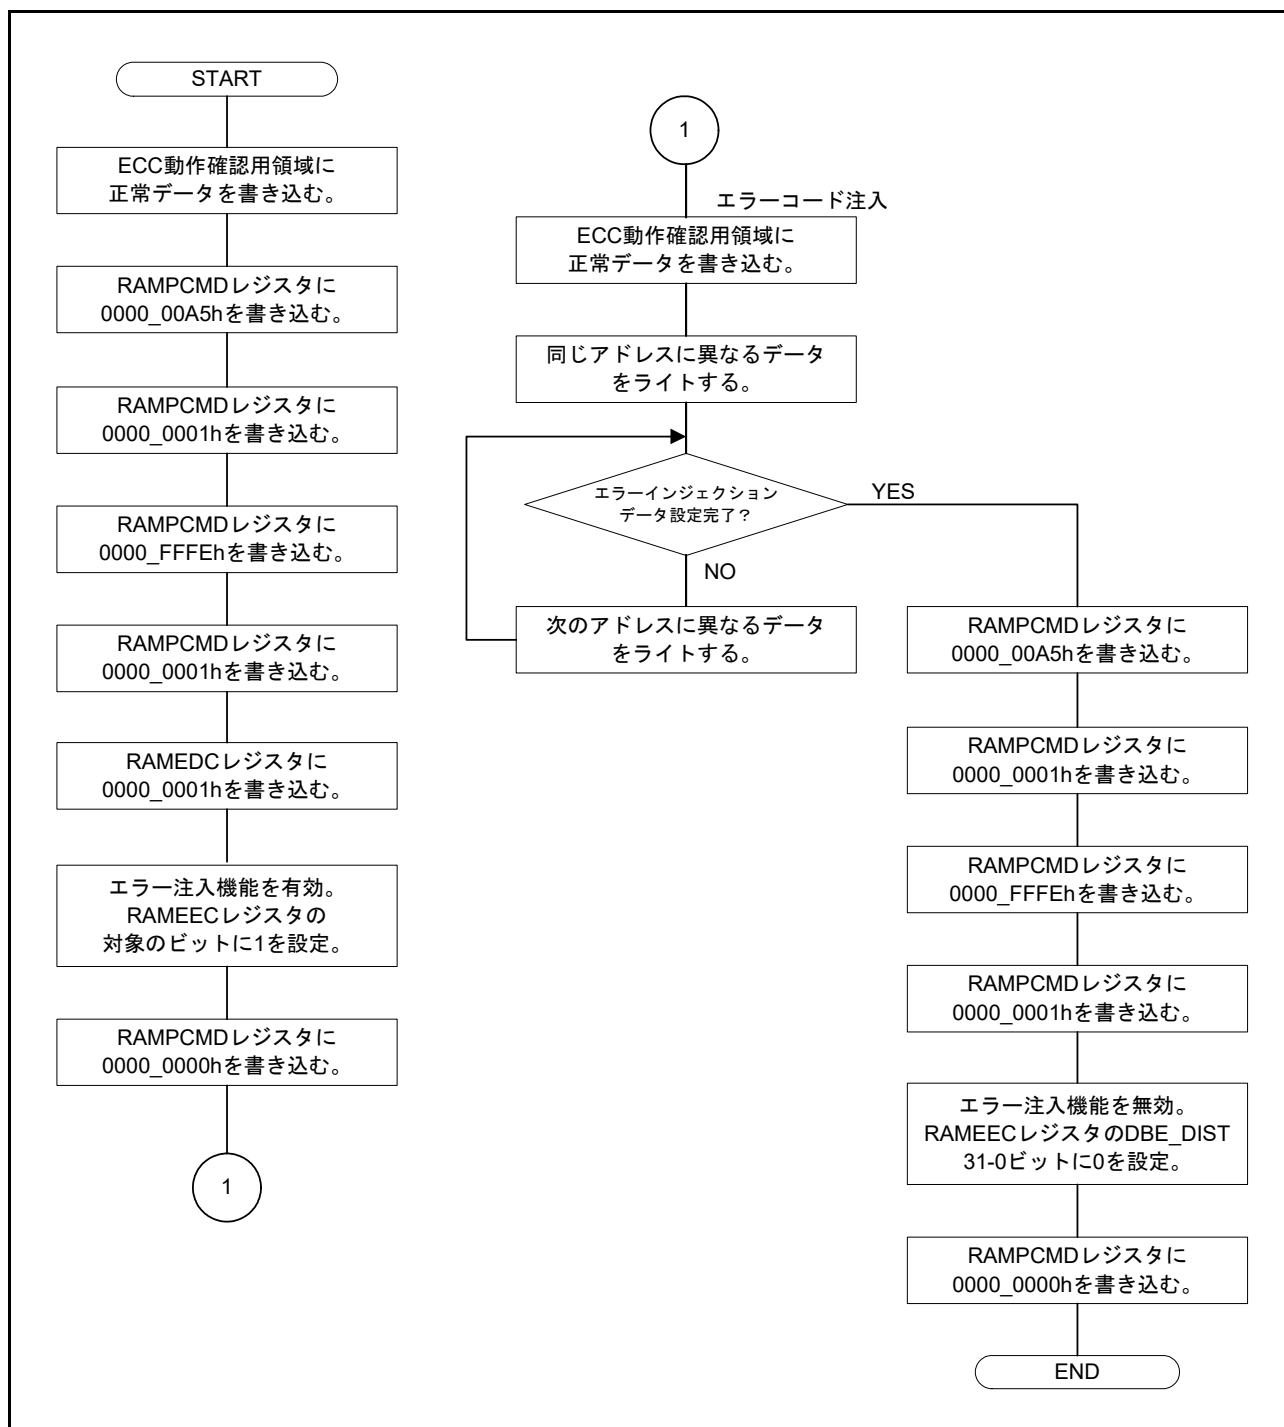 START
ECC動作確認用領域に
正常データを書き込む。
RAMPCMDレジスタに
0000_00A5hを書き込む。
RAMPCMDレジスタに
0000_0001hを書き込む。
RAMPCMDレジスタに
0000_FFFEhを書き込む。
RAMPCMDレジスタに
0000_0001hを書き込む。
RAMEDCレジスタに
0000_0001hを書き込む。
エラー注入機能を有効。
RAMEECレジスタの
対象のビットに1を設定。
RAMPCMDレジスタに
0000_0000hを書き込む。
1
1
エラーコード注入
ECC動作確認用領域に
正常データを書き込む。
同じアドレスに異なるデータ
をライトする。
エラーインジェクション
データ設定完了？
YES
NO
次のアドレスに異なるデータ
をライトする。
RAMPCMDレジスタに
0000_00A5hを書き込む。
RAMPCMDレジスタに
0000_0001hを書き込む。
RAMPCMDレジスタに
0000_FFFEhを書き込む。
RAMPCMDレジスタに
0000_0001hを書き込む。
エラー注入機能を無効。
RAMEECレジスタのDBE_DIST
31-0ビットに0を設定。
RAMPCMDレジスタに
0000_0000hを書き込む。
END